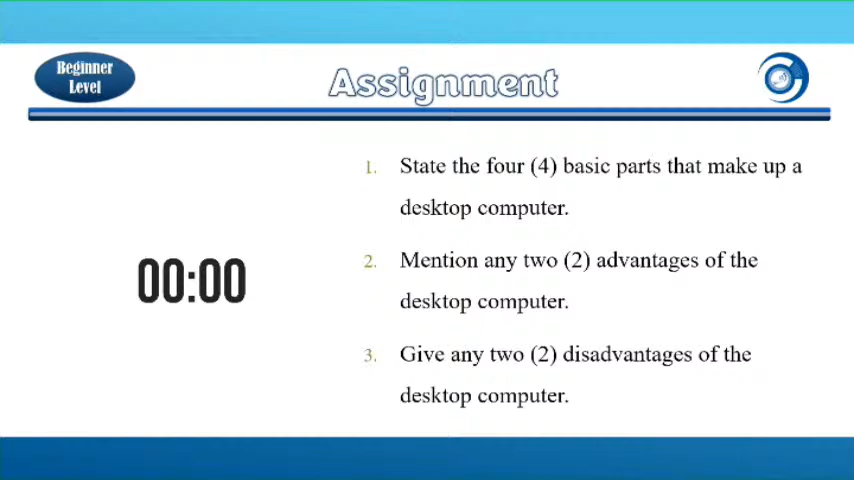 Beginner
Level
Assignment
1. State the four (4) basic parts that make up a
desktop computer.
2. Mention any two (2) advantages of the
desktop computer.
00:00
3. Give any two (2) disadvantages of the
desktop computer.